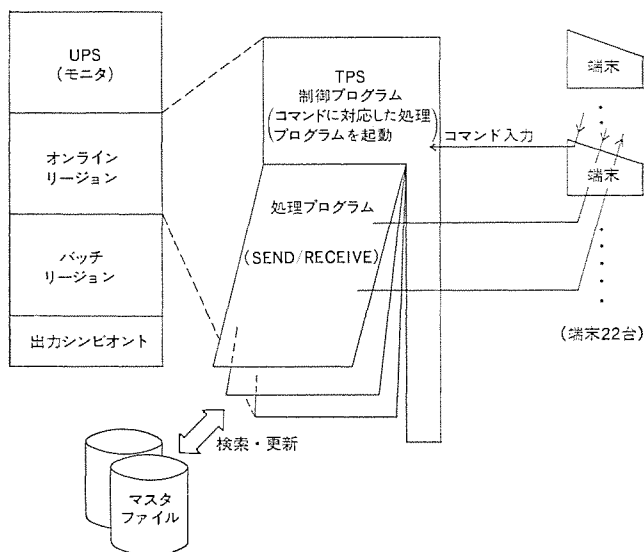 UPS
(モニタ)
オンライン
リージョン
バッチ
リージョン
出力シンビオント
TPS
制御プログラム
(コマンドに対応した処理
プログラムを起動)
コマンド入力
処理プログラム
(SEND/RECEIVE)
端末
端末
(端末22台)
検索・更新
マスタ
ファイル